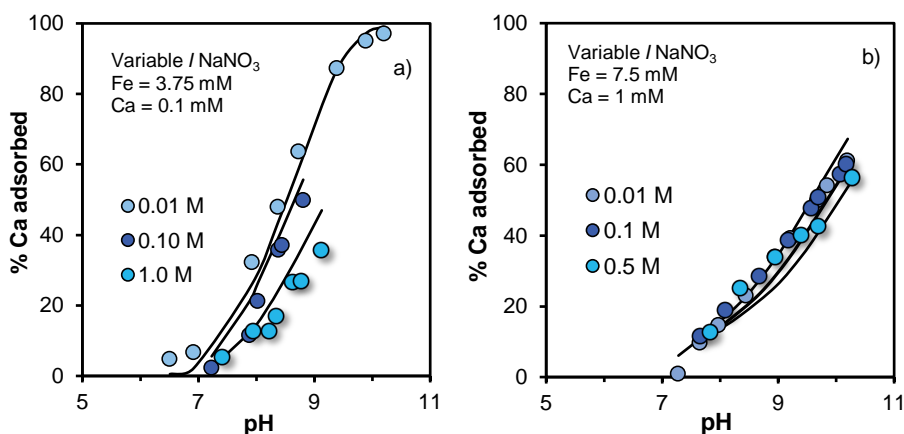 100
80
60
40
20
0
% Ca adsorbed
Variable I NaNO₃
Fe = 3.75 mM
Ca = 0.1 mM
a)
0.01 M
0.10 M
1.0 M
5
7
9
11
pH
100
80
60
40
20
0
% Ca adsorbed
Variable I NaNO₃
Fe = 7.5 mM
Ca = 1 mM
b)
0.01 M
0.1 M
0.5 M
5
7
9
11
pH